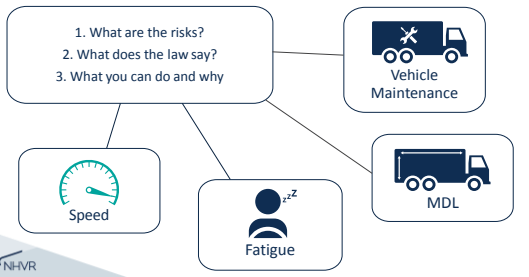 1. What are the risks?
2. What does the law say?
3. What you can do and why
Vehicle
Maintenance
MDL
Speed
zzZ
Fatigue
NHVR